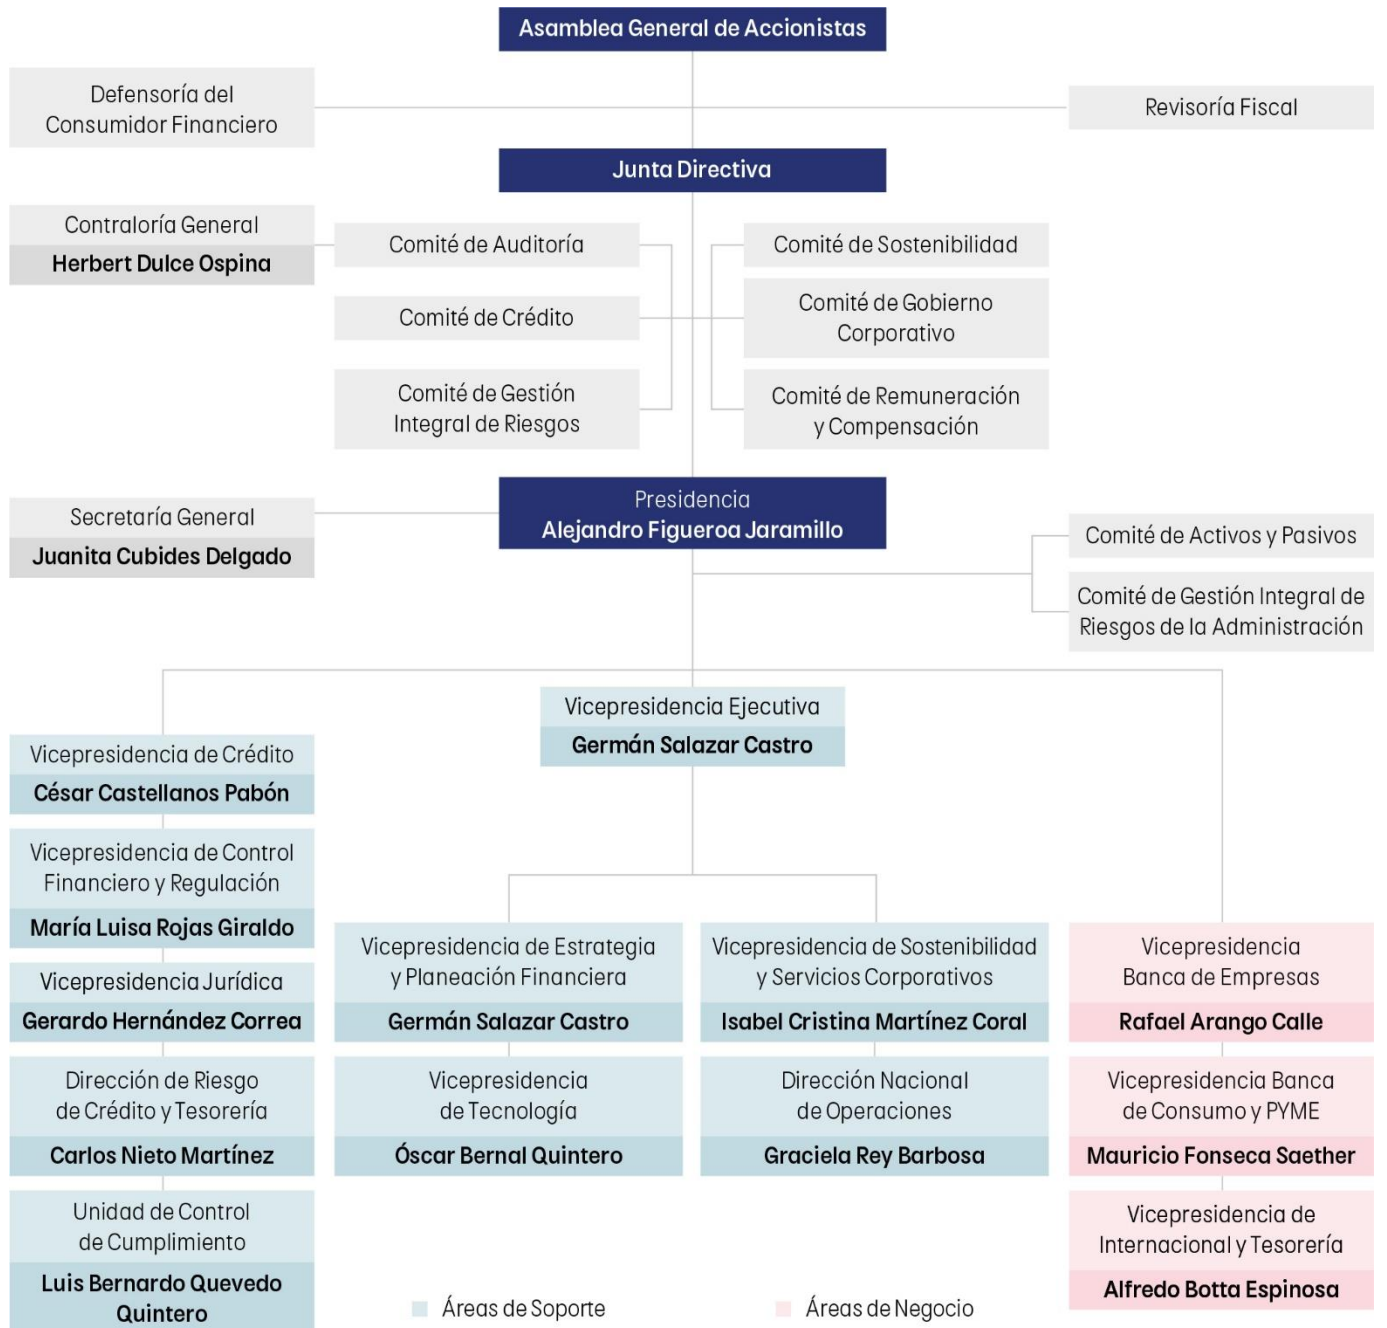 Asamblea General de Accionistas
Defensoría del
Consumidor Financiero
Revisoría Fiscal
Junta Directiva
Contraloría General
Herbert Dulce Ospina
Comité de Auditoría
Comité de Sostenibilidad
Comité de Crédito
Comité de Gobierno
Corporativo
Comité de Gestión
Integral de Riesgos
Comité de Remuneración
y Compensación
Presidencia
Alejandro Figueroa Jaramillo
Secretaría General
Juanita Cubides Delgado
Comité de Activos y Pasivos
Comité de Gestión Integral de
Riesgos de la Administración
Vicepresidencia Ejecutiva
Germán Salazar Castro
Vicepresidencia de Crédito
César Castellanos Pabón
Vicepresidencia de Control
Financiero y Regulación
María Luisa Rojas Giraldo
Vicepresidencia Jurídica
Gerardo Hernández Correa
Dirección de Riesgo
de Crédito y Tesorería
Carlos Nieto Martínez
Unidad de Control
de Cumplimiento
Luis Bernardo Quevedo
Quintero
Vicepresidencia de Estrategia
y Planeación Financiera
Germán Salazar Castro
Vicepresidencia
de Tecnología
Óscar Bernal Quintero
Vicepresidencia de Sostenibilidad
y Servicios Corporativos
Isabel Cristina Martínez Coral
Dirección Nacional
de Operaciones
Graciela Rey Barbosa
Vicepresidencia
Banca de Empresas
Rafael Arango Calle
Vicepresidencia Banca
de Consumo y PYME
Mauricio Fonseca Saether
Vicepresidencia de
Internacional y Tesorería
Alfredo Botta Espinosa
Áreas de Soporte
Áreas de Negocio